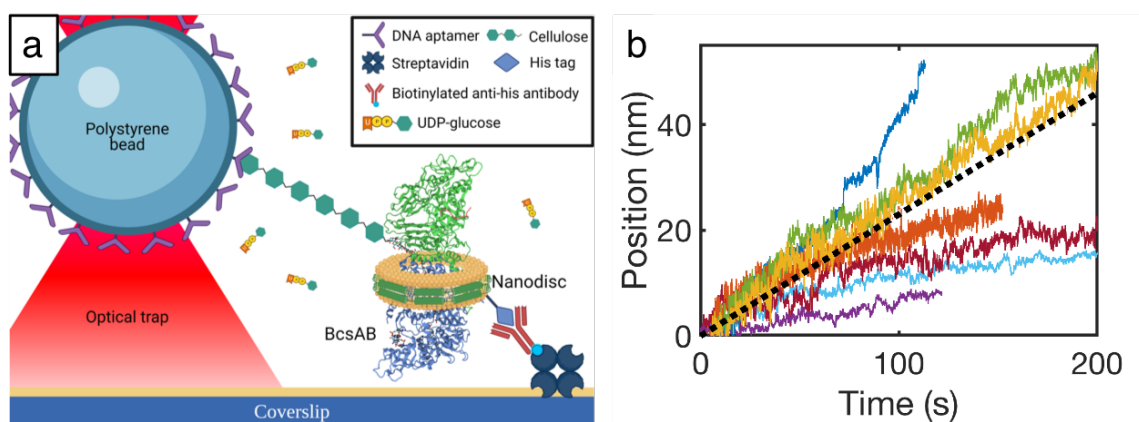 a
DNA aptamer
Cellulose
Streptavidin
His tag
Biotinylated anti-his antibody
UDP-glucose
Polystyrene
bead
Nanodisc
BcsAB
Optical trap
Coverslip
b
Position (nm)
40
20
0
0
100
200
Time (s)